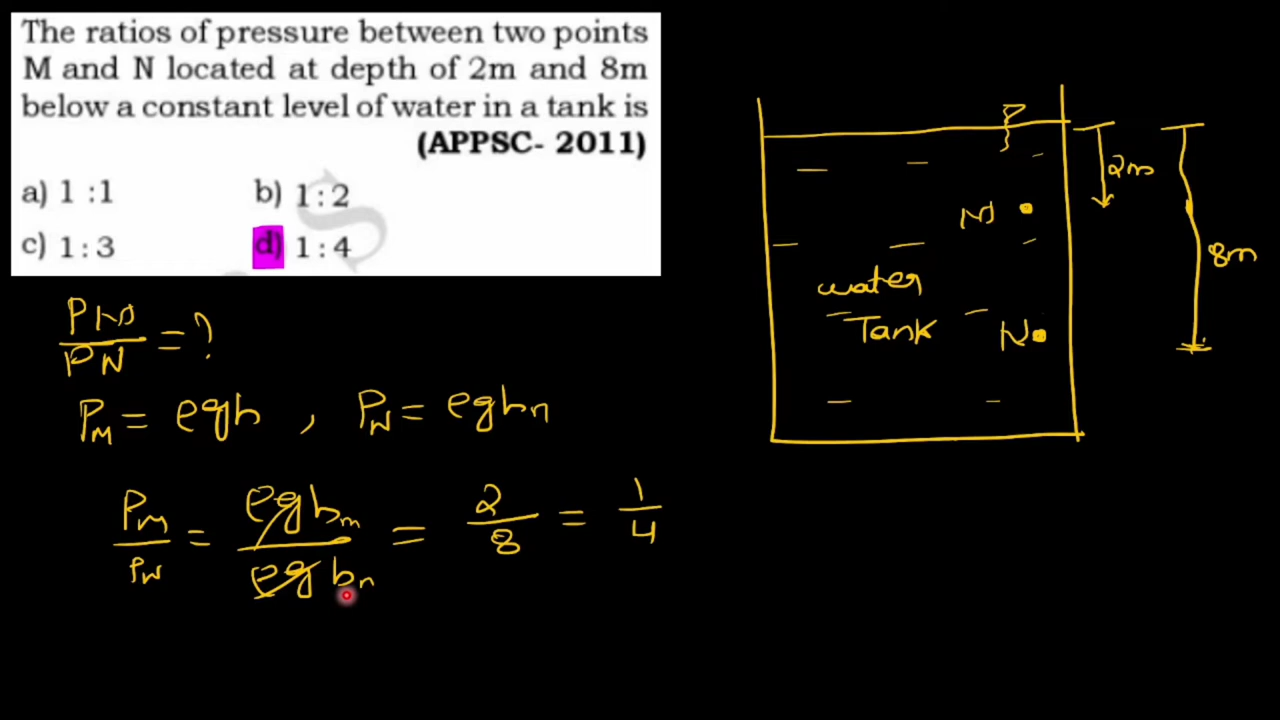 The ratios of pressure between two points
M and N located at depth of 2m and 8m
below a constant level of water in a tank is
(APPSC- 2011)
a) 1 :1 b) 1 : 2
c) 1 : 3 d) 1 : 4
PM/PN = ?
PM = ρgh , PN = ρghn
PM/PN = ρghm/ρghn = 2/8 = 1/4
2m
M
8m
water
Tank
N